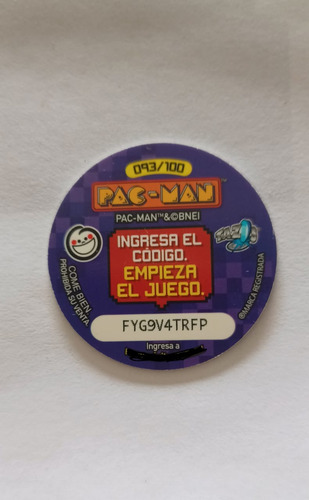 093/100
PAC-MAN
PAC-MAN™&©BNEI
INGRESA EL
CÓDIGO.
EMPIEZA
EL JUEGO.
COME BIEN
PROHIBIDA SU VENTA
®MARCA REGISTRADA
FYG9V4TRFP
Ingresa a